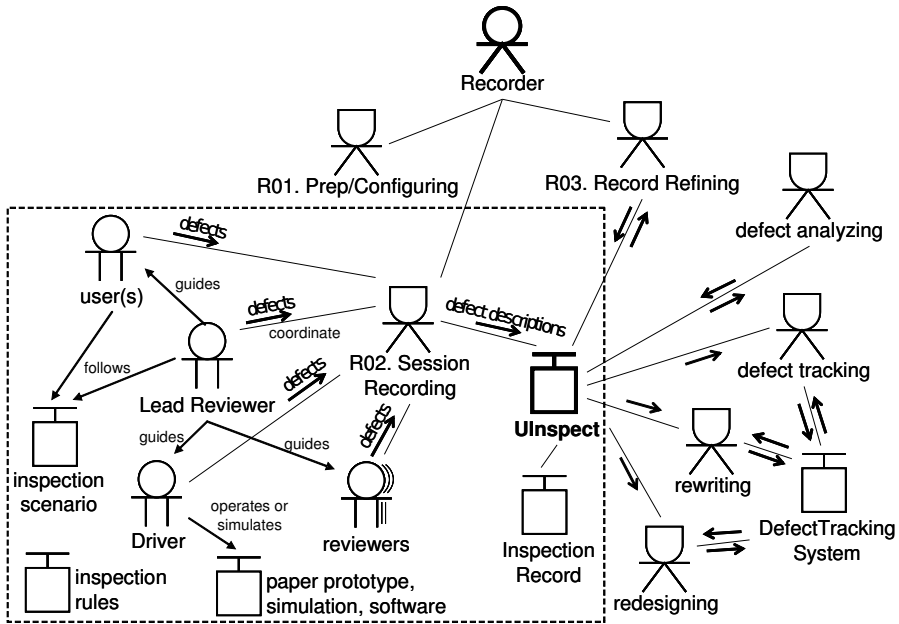 Recorder
R01. Prep/Configuring
R03. Record Refining
defect analyzing
defects
user(s)
guides
defects
coordinate
defect descriptions
R02. Session
Recording
defect tracking
follows
defects
Lead Reviewer
UInspect
guides
guides
defects
inspection
scenario
rewriting
operates or
simulates
Driver
reviewers
DefectTracking
System
Inspection
Record
inspection
rules
paper prototype,
simulation, software
redesigning